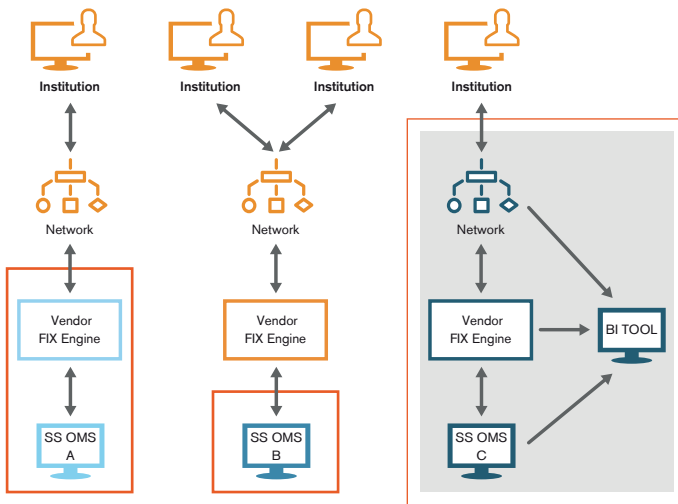 Institution
Institution
Institution
Institution
Network
Network
Network
Vendor
FIX Engine
Vendor
FIX Engine
Vendor
FIX Engine
BI TOOL
SS OMS
A
SS OMS
B
SS OMS
C